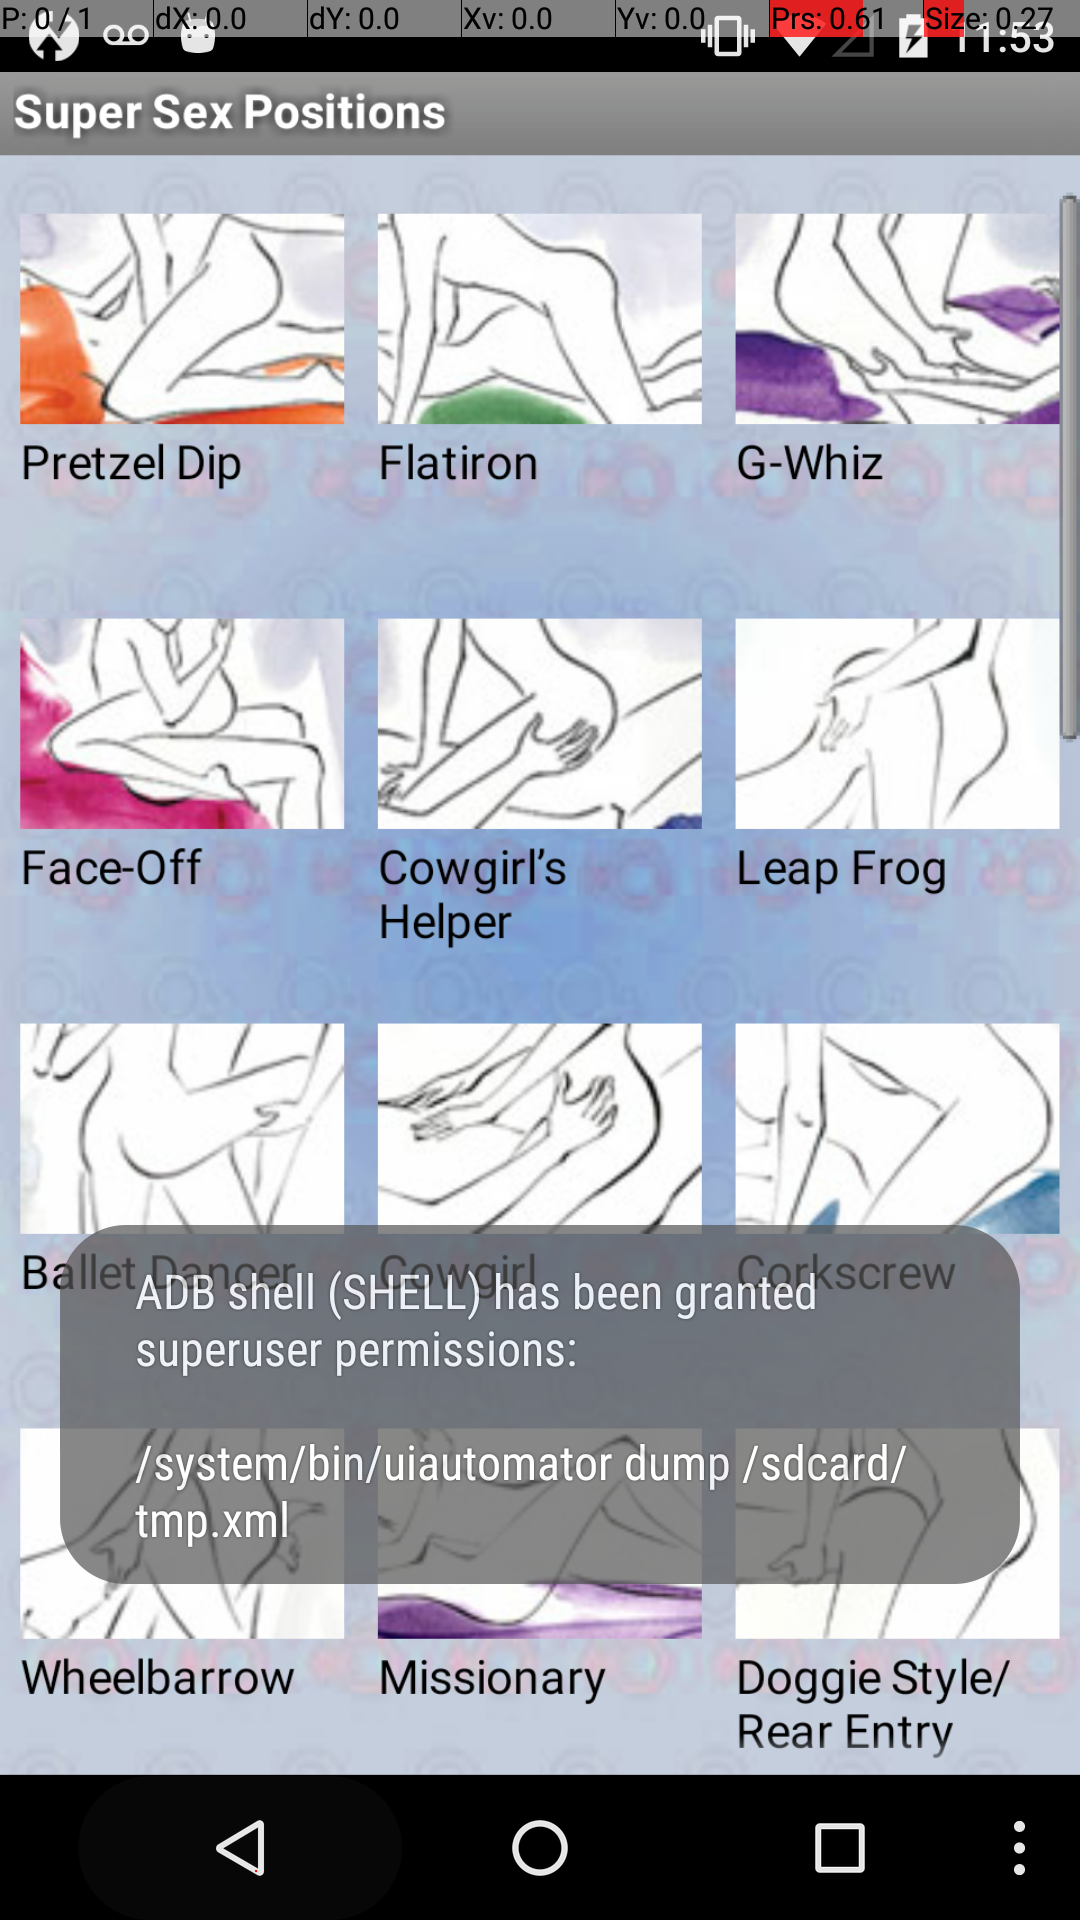 P: 0 / 1 dX: 0.0 dY: 0.0 Xv: 0.0 Yv: 0.0 Prs: 0.61 Size: 0.27
11:53
Super Sex Positions
Pretzel Dip Flatiron G-Whiz
Face-Off Cowgirl’s Leap Frog
Helper
Ballet Dancer Cowgirl Corkscrew
ADB shell (SHELL) has been granted
superuser permissions:
/system/bin/uiautomator dump /sdcard/
tmp.xml
Wheelbarrow Missionary Doggie Style/
Rear Entry